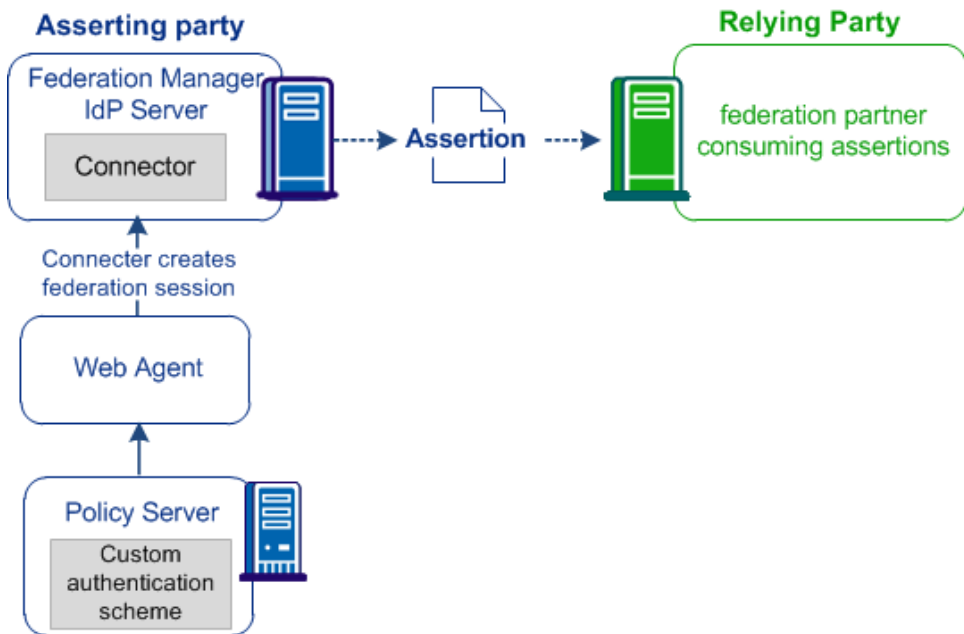 Asserting party
Relying Party
Federation Manager
IdP Server
Connector
Assertion
federation partner
consuming assertions
Connecter creates
federation session
Web Agent
Policy Server
Custom
authentication
scheme